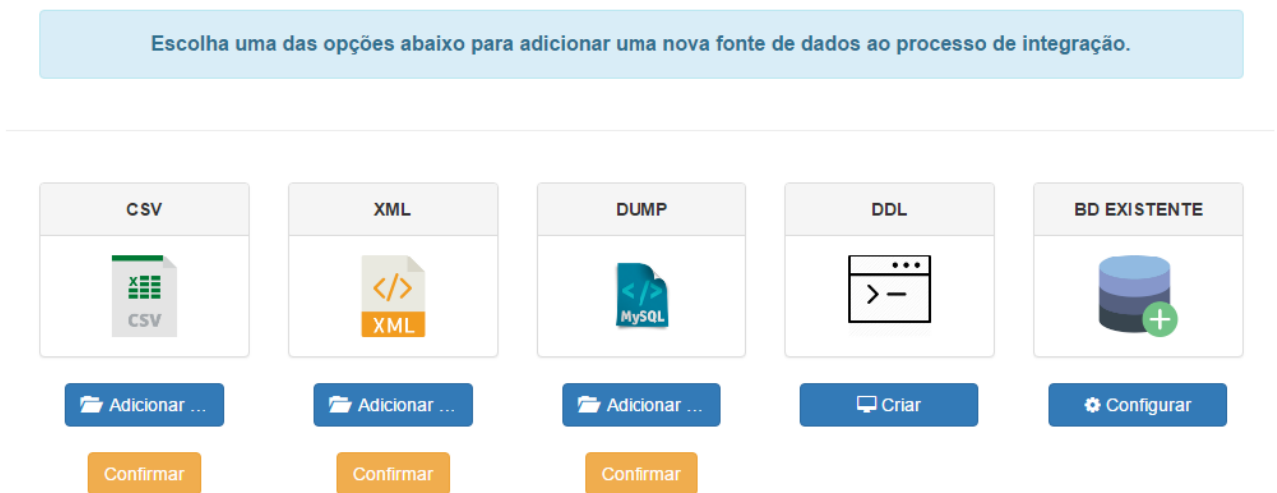 Escolha uma das opções abaixo para adicionar uma nova fonte de dados ao processo de integração.
CSV
XML
DUMP
DDL
BD EXISTENTE
X
CSV
</>
XML
</>
MySQL
>—
Adicionar ...
Adicionar ...
Adicionar ...
Criar
Configurar
Confirmar
Confirmar
Confirmar